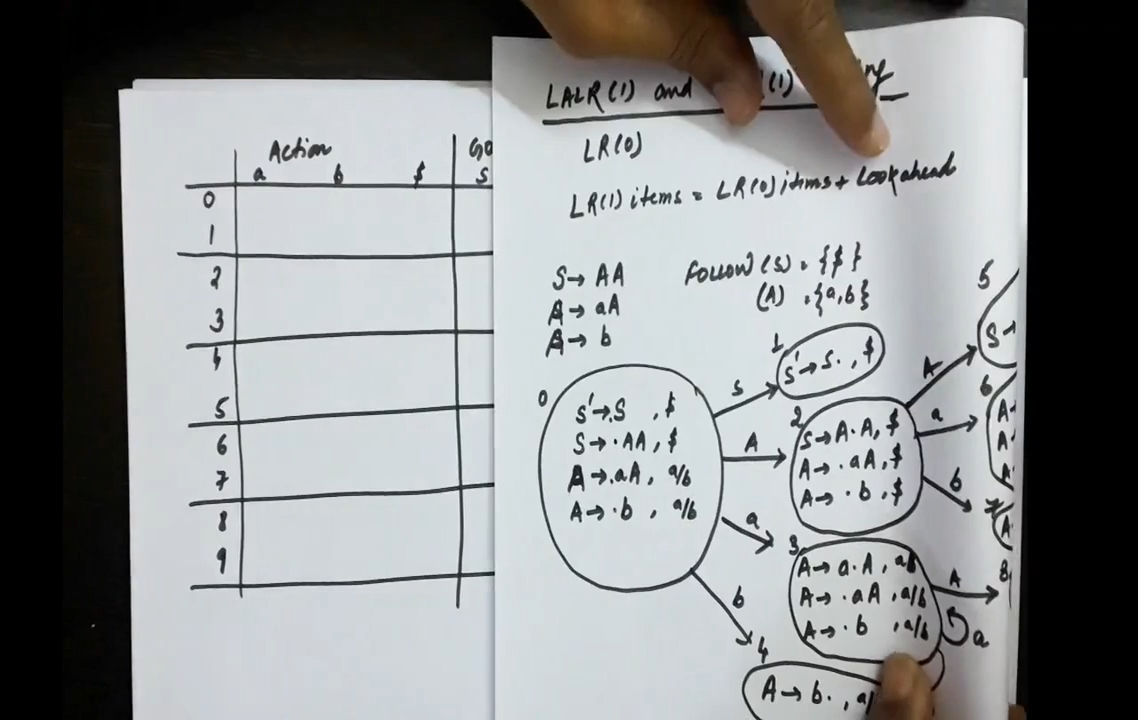 Action
Go
a b $ S
0
1
2
3
4
5
6
7
8
9
LALR(1) and (1)
LR(0)
LR(1) items = LR(0) items + Lookahead
S → AA
A → aA
A → b
Follow(S) = {$}
(A) = {a,b}
0
S' → .S , $
S → .AA, $
A → .aA, a/b
A → .b , a/b
S
A
a
b
1
S' → S. , $
2
S → A.A, $
A → .aA, $
A → .b, $
A
a
b
3
A → a.A, a/b
A → .aA, a/b
A → .b , a/b
A
a
4
A → b. , a/
5
S →
6
A →
A
A
7
A
8